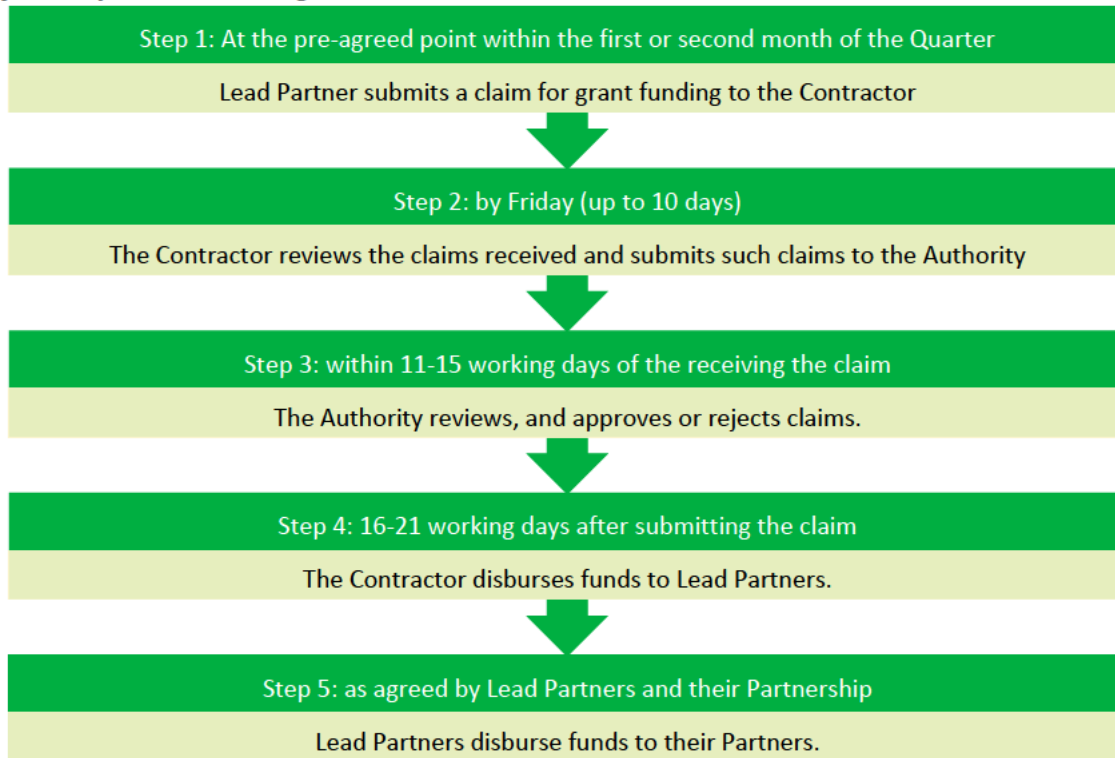 Step 1: At the pre-agreed point within the first or second month of the Quarter
Lead Partner submits a claim for grant funding to the Contractor
Step 2: by Friday (up to 10 days)
The Contractor reviews the claims received and submits such claims to the Authority
Step 3: within 11-15 working days of the receiving the claim
The Authority reviews, and approves or rejects claims.
Step 4: 16-21 working days after submitting the claim
The Contractor disburses funds to Lead Partners.
Step 5: as agreed by Lead Partners and their Partnership
Lead Partners disburse funds to their Partners.